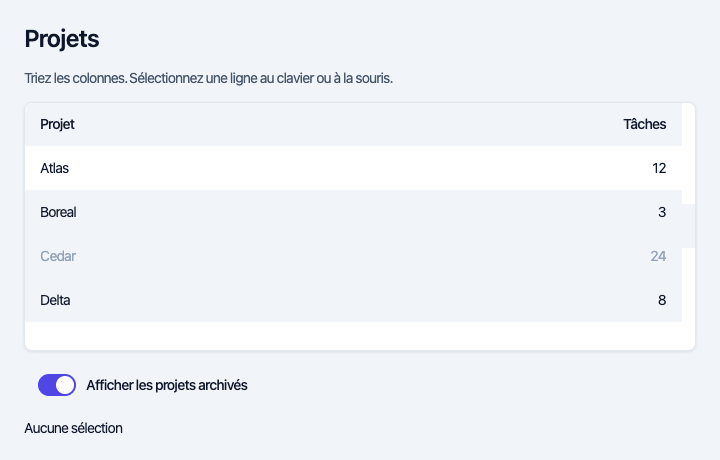 Projets
Triez les colonnes. Sélectionnez une ligne au clavier ou à la souris.
Projet Tâches
Atlas 12
Boreal 3
Cedar 24
Delta 8
Afficher les projets archivés
Aucune sélection